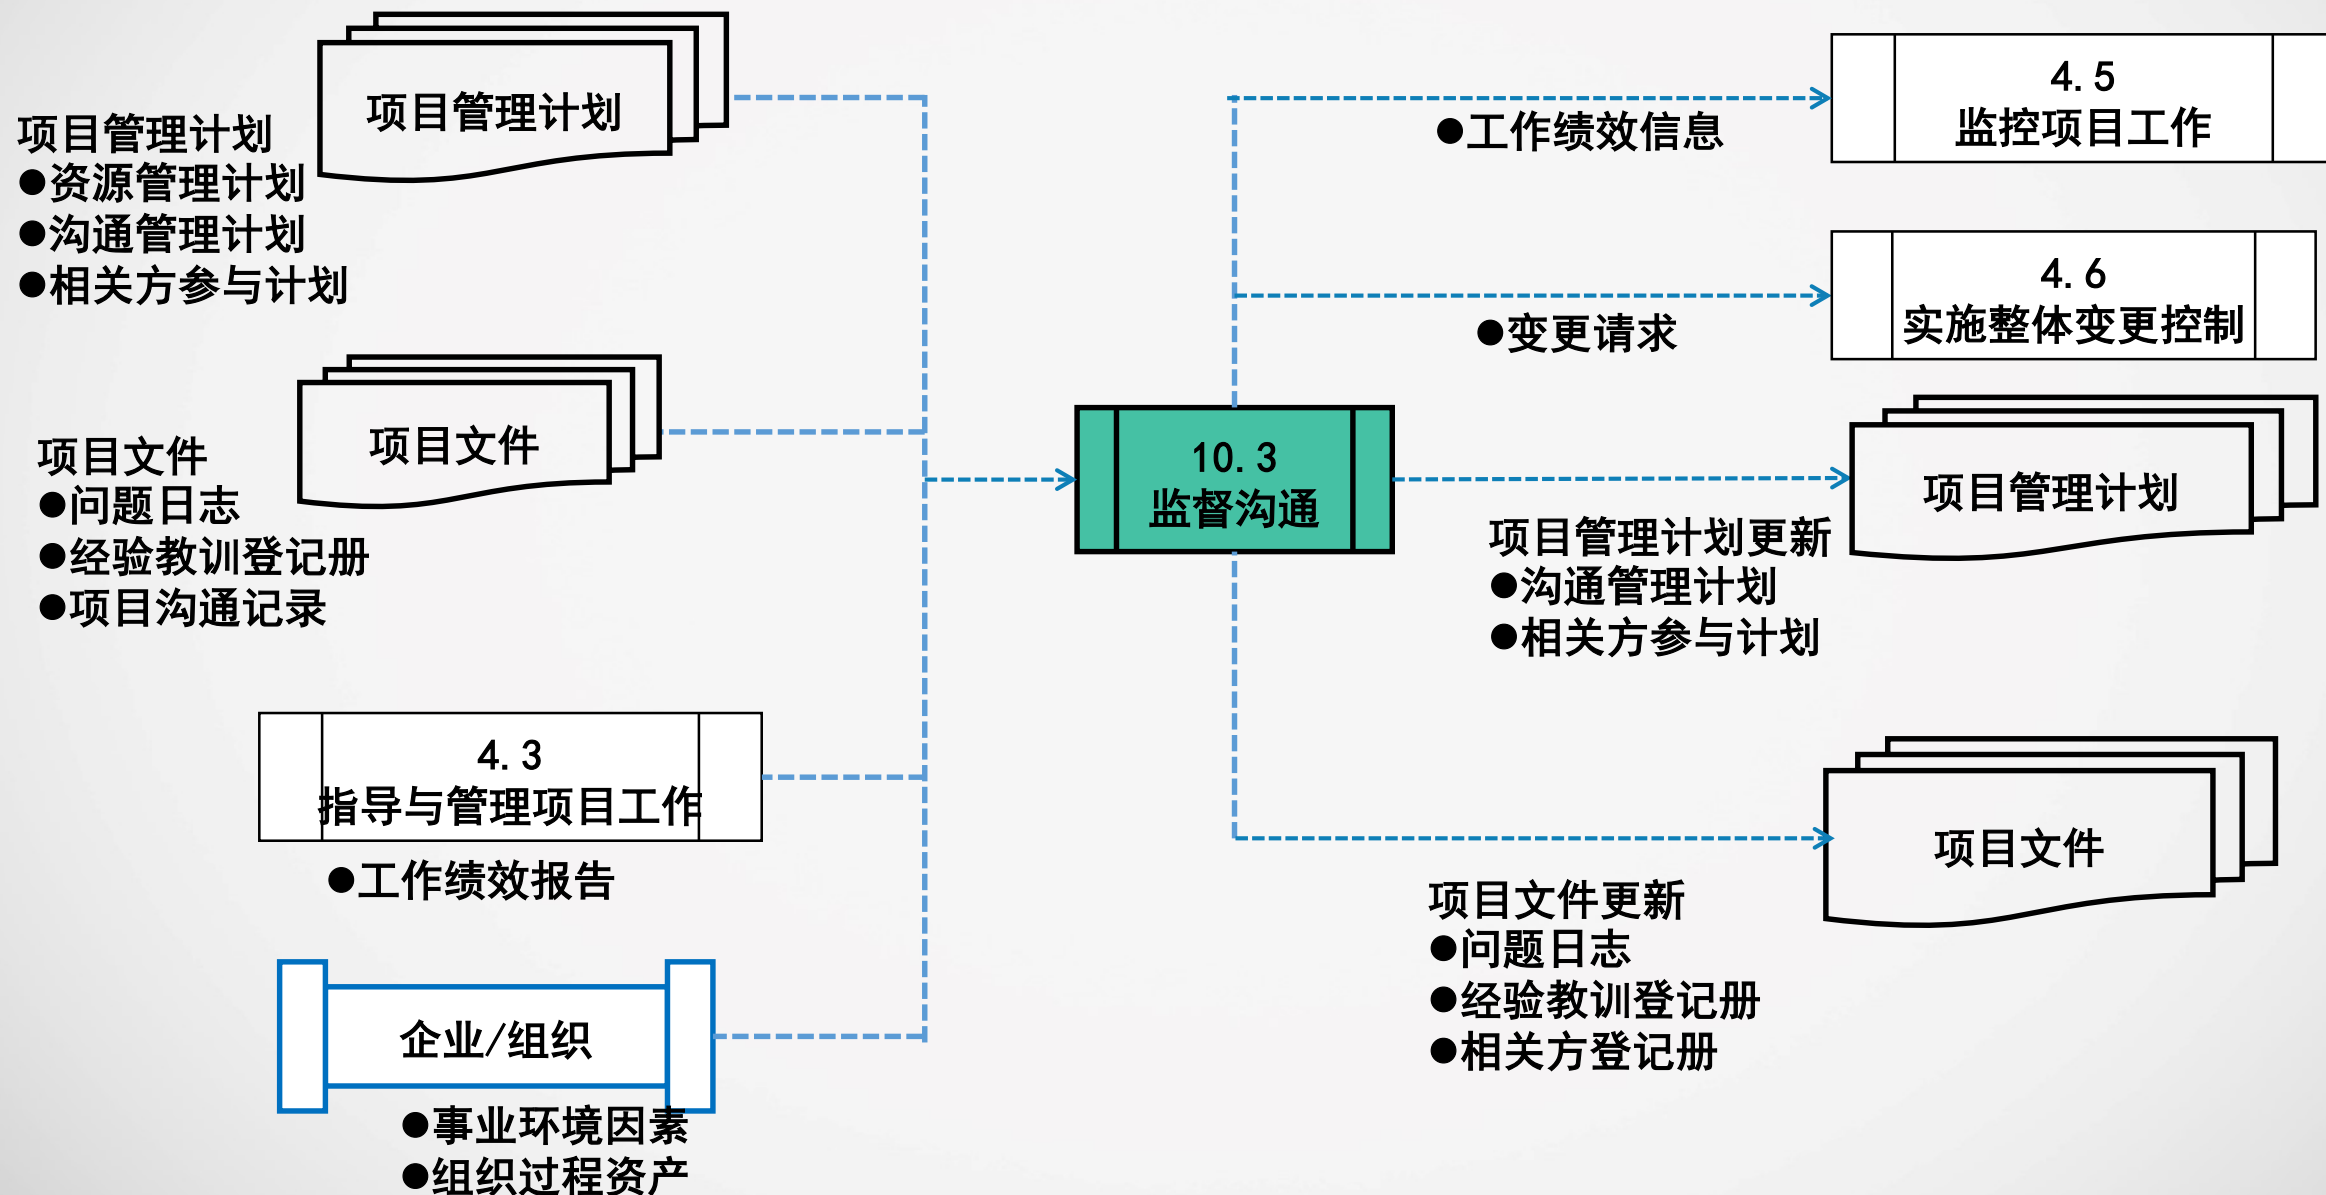 项目管理计划
项目管理计划
●资源管理计划
●沟通管理计划
●相关方参与计划
项目文件
项目文件
●问题日志
●经验教训登记册
●项目沟通记录
4.3
指导与管理项目工作
●工作绩效报告
企业/组织
●事业环境因素
●组织过程资产
10.3
监督沟通
●工作绩效信息
4.5
监控项目工作
●变更请求
4.6
实施整体变更控制
项目管理计划
项目管理计划更新
●沟通管理计划
●相关方参与计划
项目文件
项目文件更新
●问题日志
●经验教训登记册
●相关方登记册